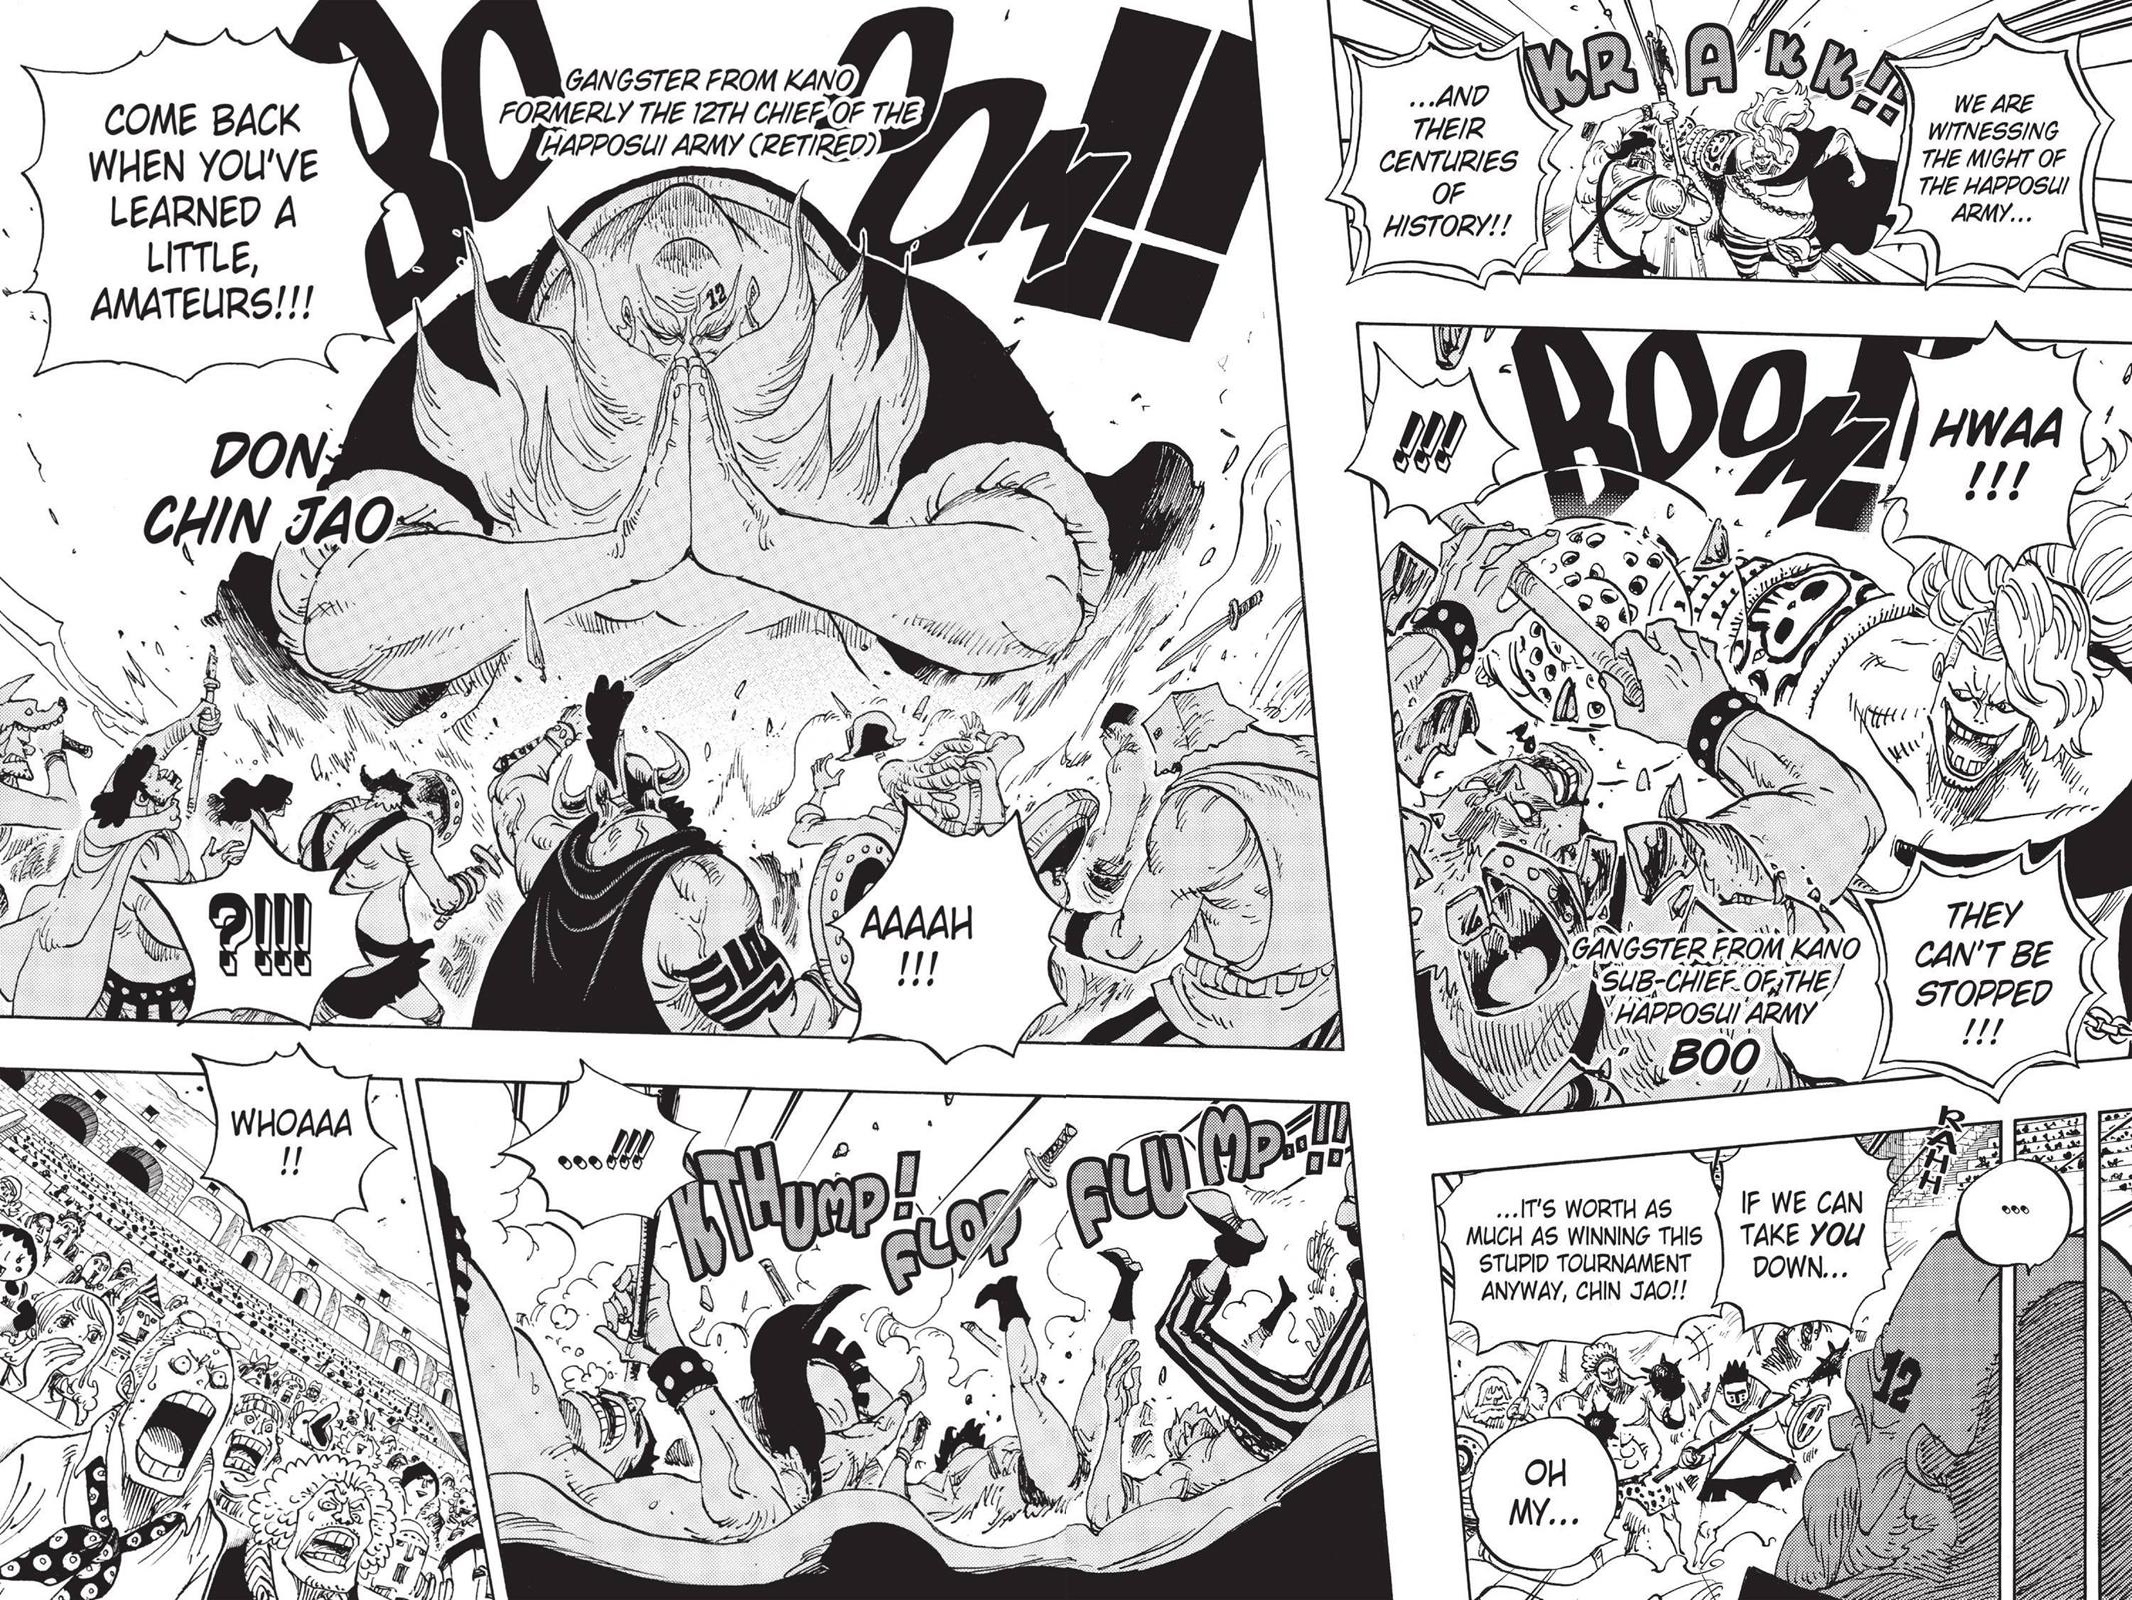 KRAKK!!
WE ARE
WITNESSING
THE MIGHT OF
THE HAPPOSUI
ARMY...
...AND
THEIR
CENTURIES
OF
HISTORY!!
HWAA
!!!
BOOM!!
!!!
THEY
CAN'T BE
STOPPED
!!!
GANGSTER FROM KANO
SUB-CHIEF OF THE
HAPPOSUI ARMY
BOO
RAHH
...
IF WE CAN
TAKE YOU
DOWN...
...IT'S WORTH AS
MUCH AS WINNING THIS
STUPID TOURNAMENT
ANYWAY, CHIN JAO!!
12
OH
MY...
BOOOM!!
GANGSTER FROM KANO
FORMERLY THE 12TH CHIEF OF THE
HAPPOSUI ARMY (RETIRED)
COME BACK
WHEN YOU'VE
LEARNED A
LITTLE,
AMATEURS!!!
12
DON
CHIN JAO
AAAAH
!!!
?!!!
FLUMP..!!
FLOP
KTHUMP!
...!!!
WHOAAA
!!